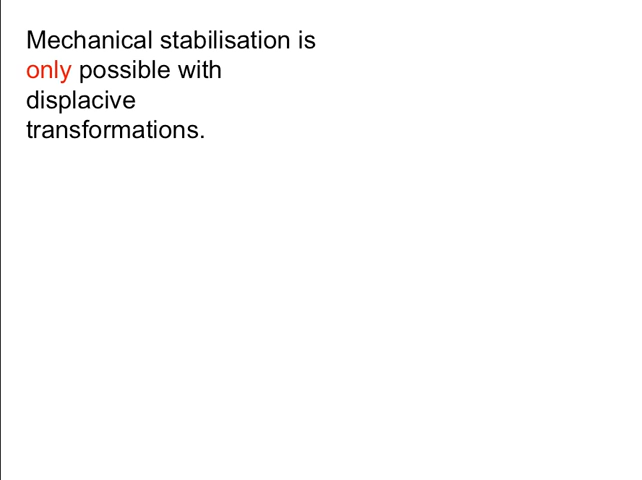 Mechanical stabilisation is
only possible with
displacive
transformations.